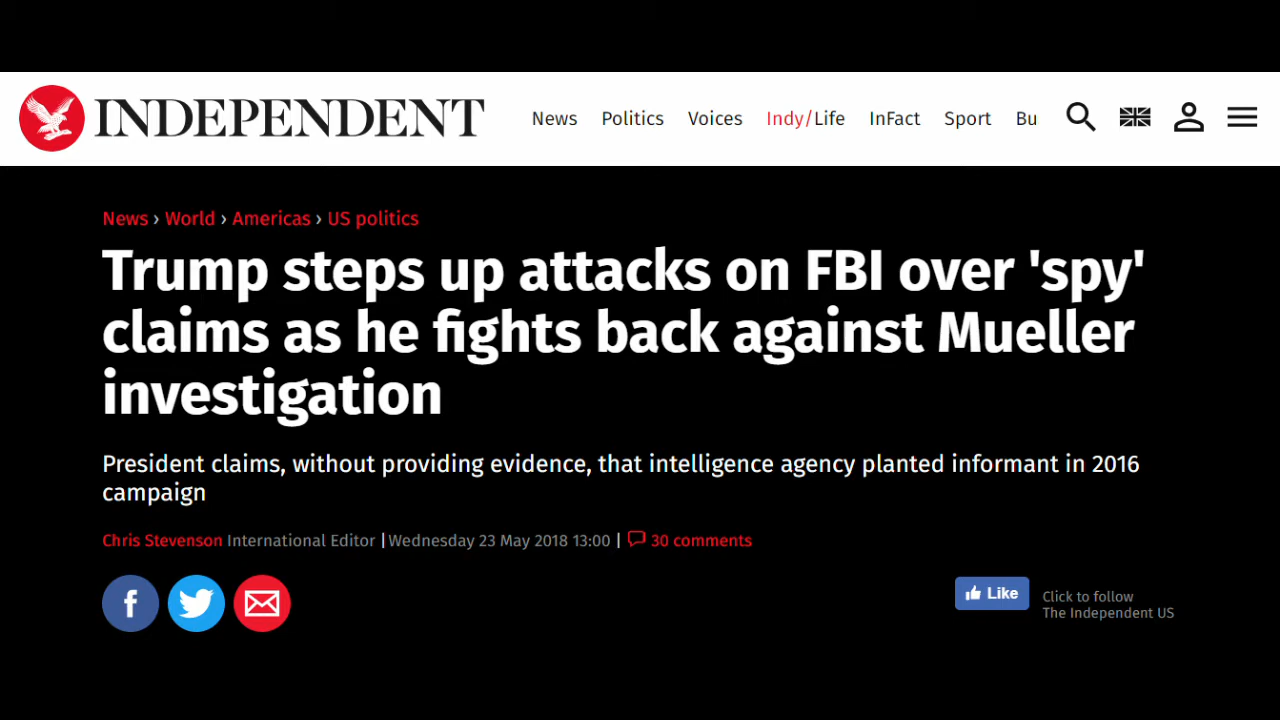 INDEPENDENT
News Politics Voices Indy/Life InFact Sport Bu
News › World › Americas › US politics
Trump steps up attacks on FBI over 'spy'
claims as he fights back against Mueller
investigation
President claims, without providing evidence, that intelligence agency planted informant in 2016
campaign
Chris Stevenson International Editor | Wednesday 23 May 2018 13:00 | 30 comments
f
Like
Click to follow
The Independent US